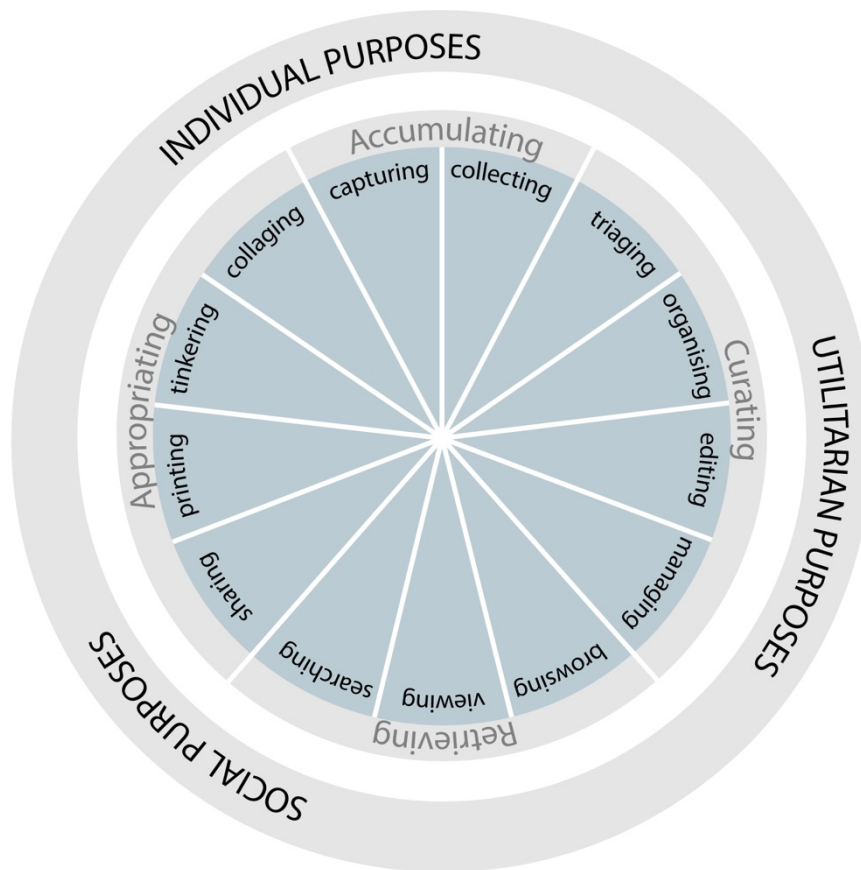 INDIVIDUAL PURPOSES
UTILITARIAN PURPOSES
SOCIAL PURPOSES
Accumulating
Curating
Retrieving
Appropriating
capturing
collecting
triaging
organising
editing
managing
browsing
viewing
searching
sharing
printing
tinkering
collaging